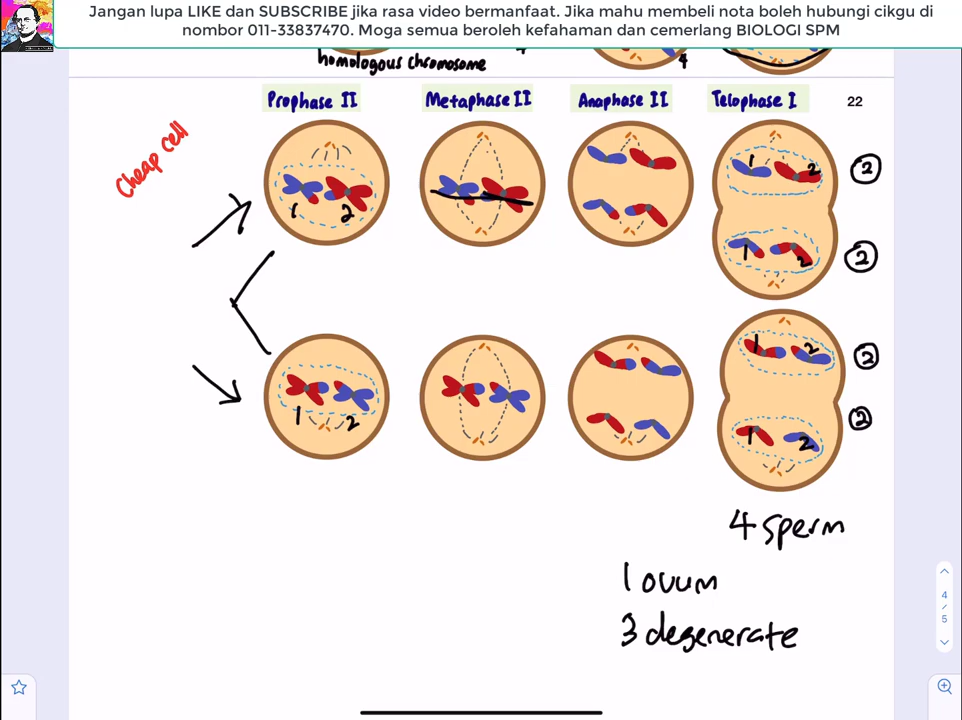 Jangan lupa LIKE dan SUBSCRIBE jika rasa video bermanfaat. Jika mahu membeli nota boleh hubungi cikgu di
nombor 011-33837470. Moga semua beroleh kefahaman dan cemerlang BIOLOGI SPM
homologous chromosome
4
4
Prophase II
Metaphase II
Anaphase II
Telophase I
22
Cheap cell
1
2
1
2
2
1
2
2
1
2
1
2
2
1
2
2
4 sperm
1 ovum
3 degenerate
4
/
5